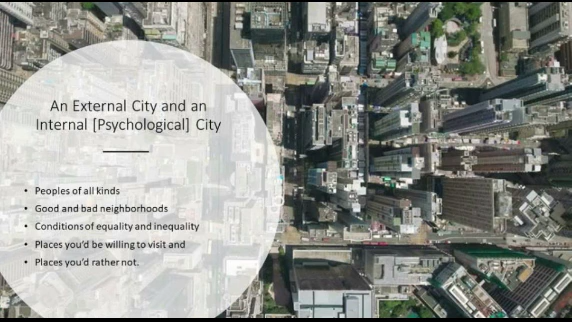 An External City and an
Internal [Psychological] City
• Peoples of all kinds
• Good and bad neighborhoods
• Conditions of equality and inequality
• Places you'd be willing to visit and
• Places you'd rather not.